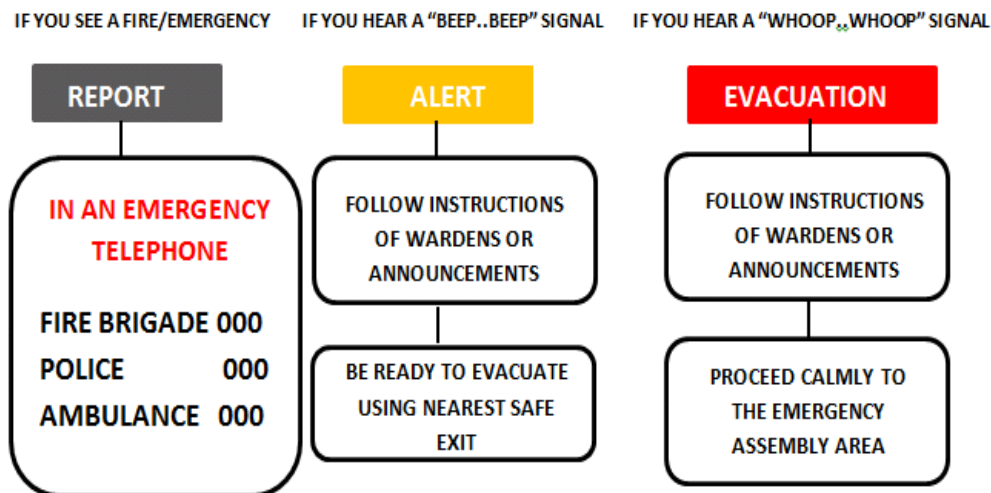 IF YOU SEE A FIRE/EMERGENCY
IF YOU HEAR A “BEEP..BEEP” SIGNAL
IF YOU HEAR A “WHOOP,,WHOOP” SIGNAL
REPORT
IN AN EMERGENCY
TELEPHONE
FIRE BRIGADE 000
POLICE 000
AMBULANCE 000
ALERT
FOLLOW INSTRUCTIONS
OF WARDENS OR
ANNOUNCEMENTS
BE READY TO EVACUATE
USING NEAREST SAFE
EXIT
EVACUATION
FOLLOW INSTRUCTIONS
OF WARDENS OR
ANNOUNCEMENTS
PROCEED CALMLY TO
THE EMERGENCY
ASSEMBLY AREA